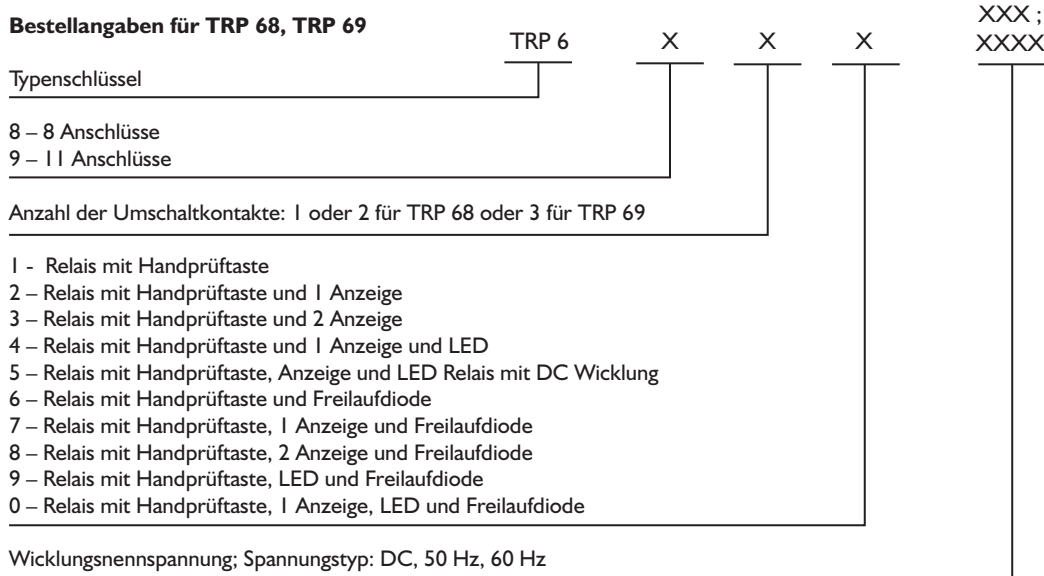 Bestellangaben für TRP 68, TRP 69
TRP 6 X X X XXX ;
XXXX
Typenschlüssel
8 – 8 Anschlüsse
9 – 11 Anschlüsse
Anzahl der Umschaltkontakte: 1 oder 2 für TRP 68 oder 3 für TRP 69
1 - Relais mit Handprüftaste
2 – Relais mit Handprüftaste und 1 Anzeige
3 – Relais mit Handprüftaste und 2 Anzeige
4 – Relais mit Handprüftaste und 1 Anzeige und LED
5 – Relais mit Handprüftaste, Anzeige und LED Relais mit DC Wicklung
6 – Relais mit Handprüftaste und Freilaufdiode
7 – Relais mit Handprüftaste, 1 Anzeige und Freilaufdiode
8 – Relais mit Handprüftaste, 2 Anzeige und Freilaufdiode
9 – Relais mit Handprüftaste, LED und Freilaufdiode
0 – Relais mit Handprüftaste, 1 Anzeige, LED und Freilaufdiode
Wicklungsnennspannung; Spannungstyp: DC, 50 Hz, 60 Hz